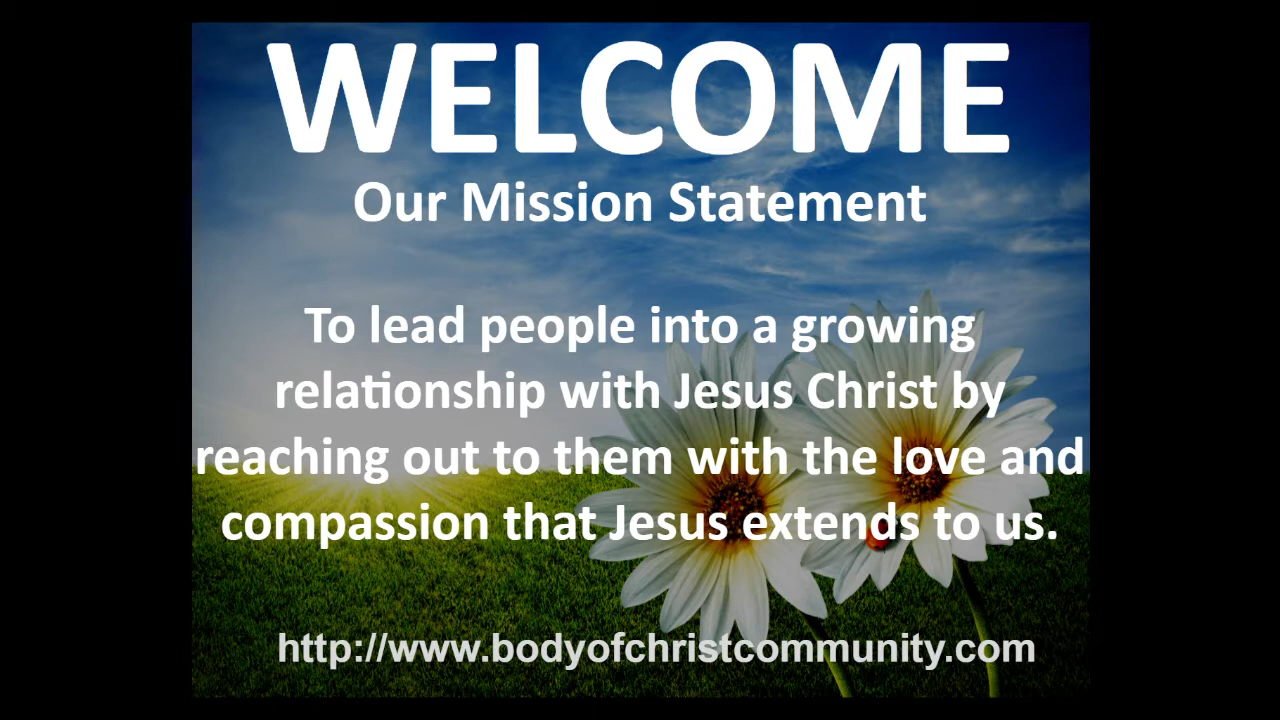 WELCOME
Our Mission Statement
To lead people into a growing
relationship with Jesus Christ by
reaching out to them with the love and
compassion that Jesus extends to us.
http://www.bodyofchristcommunity.com